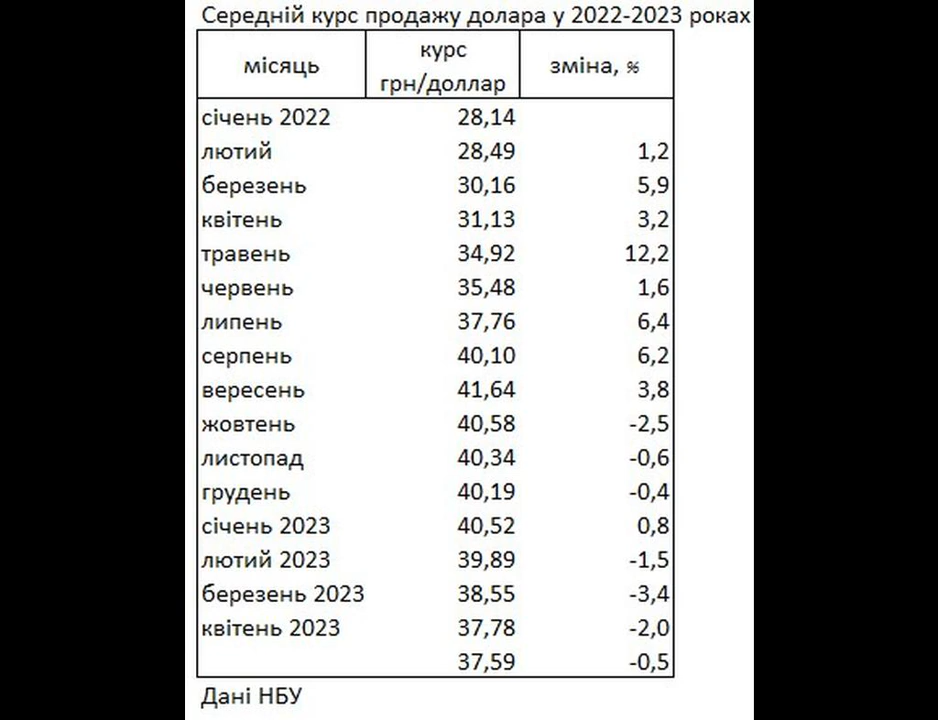 Середній курс продажу долара у 2022-2023 роках
місяць курс грн/доллар зміна, %
січень 2022 28,14
лютий 28,49 1,2
березень 30,16 5,9
квітень 31,13 3,2
травень 34,92 12,2
червень 35,48 1,6
липень 37,76 6,4
серпень 40,10 6,2
вересень 41,64 3,8
жовтень 40,58 -2,5
листопад 40,34 -0,6
грудень 40,19 -0,4
січень 2023 40,52 0,8
лютий 2023 39,89 -1,5
березень 2023 38,55 -3,4
квітень 2023 37,78 -2,0
37,59 -0,5
Дані НБУ